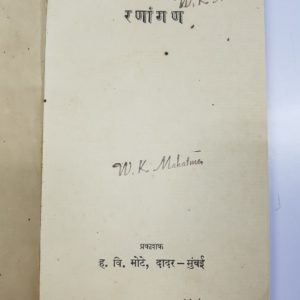 W. K.
रणांगण
W. K. Mahatme
प्रकाशक
ह. वि. मोटे, दादर–मुंबई